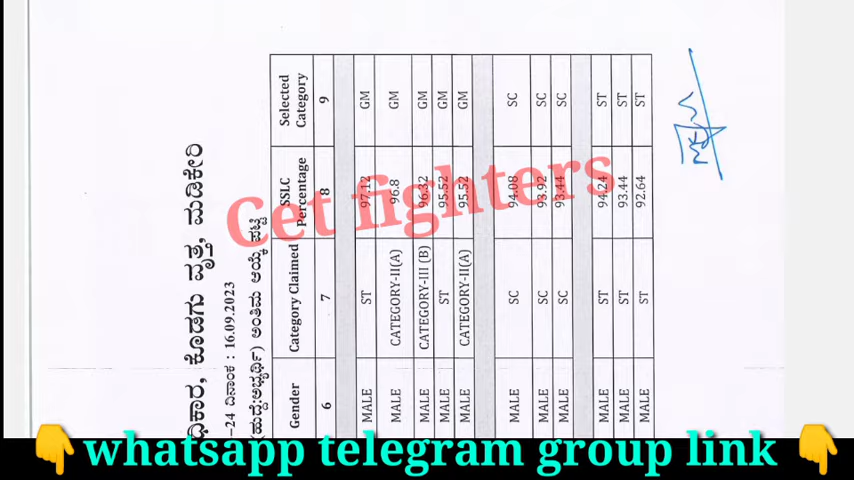 ಧಿಕಾರ, ಕೊಡಗು ವೃತ್ತ, ಮಡಿಕೇರಿ
-24 ದಿನಾಂಕ : 16.09.2023
ಅಂತಿಮ ಆಯ್ಕೆ ಪಟ್ಟಿ
Gender Category Claimed SSLC Percentage Selected Category
6 7 8 9
MALE ST 97.12 GM
MALE CATEGORY-II(A) 96.8 GM
MALE CATEGORY-III (B) 96.32 GM
MALE ST 95.52 GM
MALE CATEGORY-II(A) 95.52 GM
MALE SC 94.08 SC
MALE SC 93.92 SC
MALE SC 93.44 SC
MALE ST 94.24 ST
MALE ST 93.44 ST
MALE ST 92.64 ST
Cet fighters
👇whatsapp telegram group link 👇